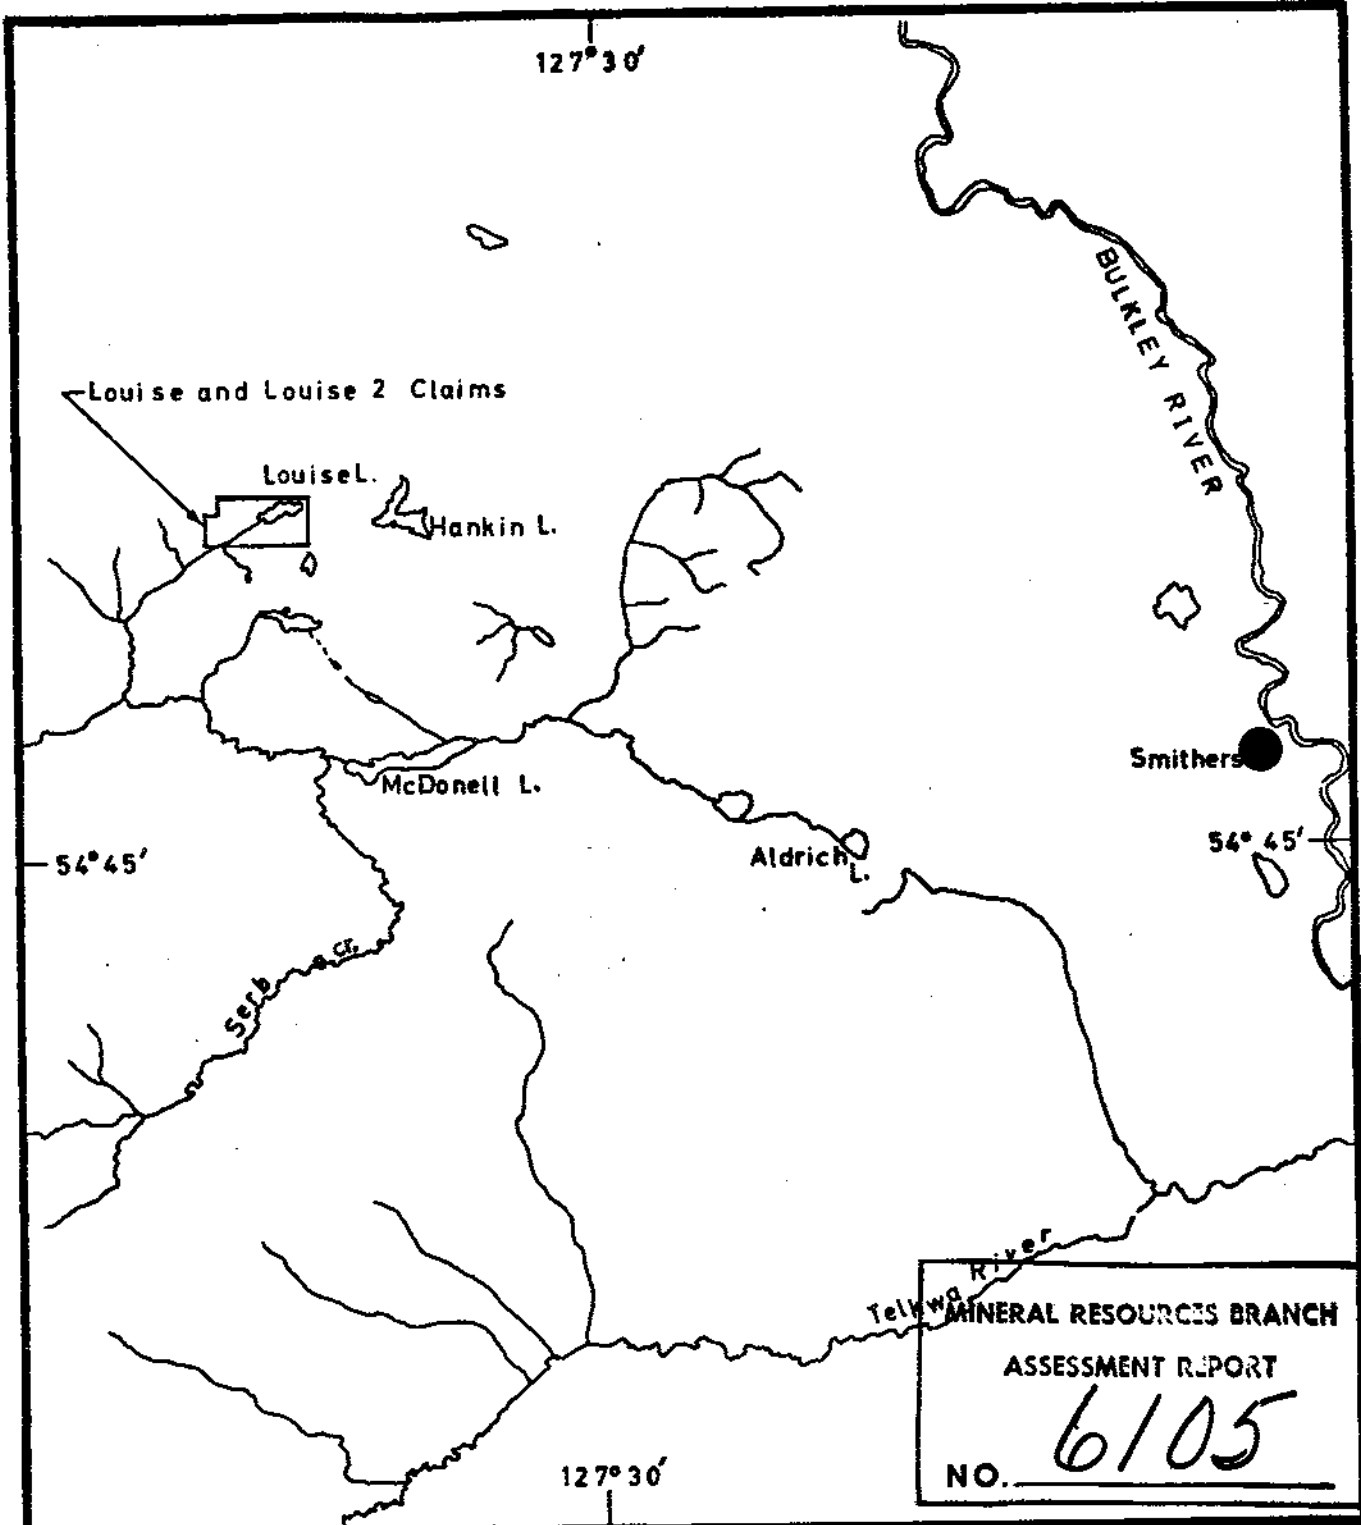 127°30′
BULKLEY RIVER
Louise and Louise 2 Claims
Louise L.
Hankin L.
Smithers
McDonell L.
54°45′
Aldrich L.
54°45′
Serb cr.
Telkwa River
MINERAL RESOURCES BRANCH
ASSESSMENT REPORT
6105
NO.
127°30′